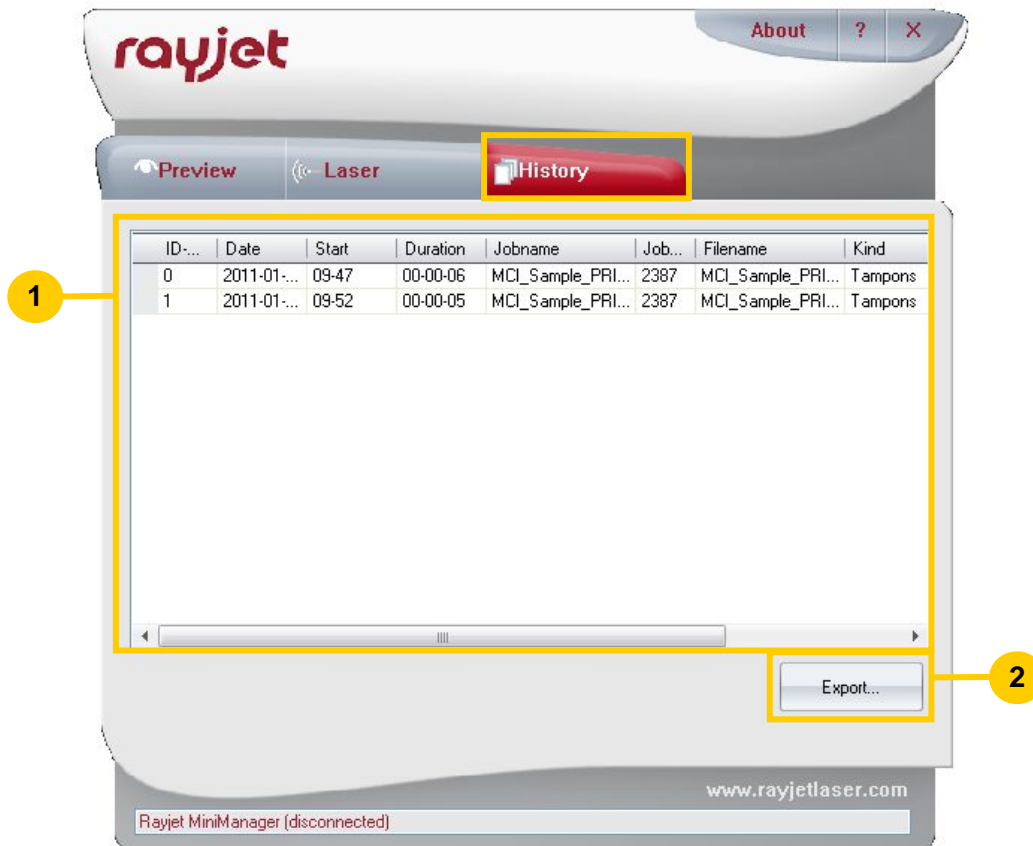 rayjet
About ? X
Preview Laser History
ID-... Date Start Duration Jobname Job... Filename Kind
0 2011-01-... 09-47 00-00-06 MCI_Sample_PRI... 2387 MCI_Sample_PRI... Tampons
1 2011-01-... 09-52 00-00-05 MCI_Sample_PRI... 2387 MCI_Sample_PRI... Tampons
1
Export...
2
www.rayjetlaser.com
Rayjet MiniManager (disconnected)